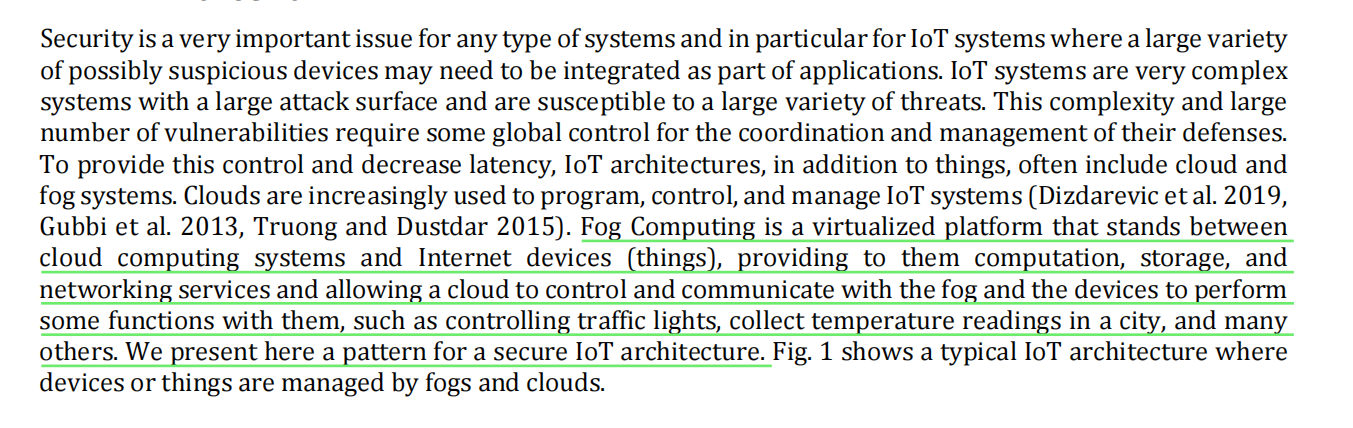 Security is a very important issue for any type of systems and in particular for IoT systems where a large variety
of possibly suspicious devices may need to be integrated as part of applications. IoT systems are very complex
systems with a large attack surface and are susceptible to a large variety of threats. This complexity and large
number of vulnerabilities require some global control for the coordination and management of their defenses.
To provide this control and decrease latency, IoT architectures, in addition to things, often include cloud and
fog systems. Clouds are increasingly used to program, control, and manage IoT systems (Dizdarevic et al. 2019,
Gubbi et al. 2013, Truong and Dustdar 2015). Fog Computing is a virtualized platform that stands between
cloud computing systems and Internet devices (things), providing to them computation, storage, and
networking services and allowing a cloud to control and communicate with the fog and the devices to perform
some functions with them, such as controlling traffic lights, collect temperature readings in a city, and many
others. We present here a pattern for a secure IoT architecture. Fig. 1 shows a typical IoT architecture where
devices or things are managed by fogs and clouds.